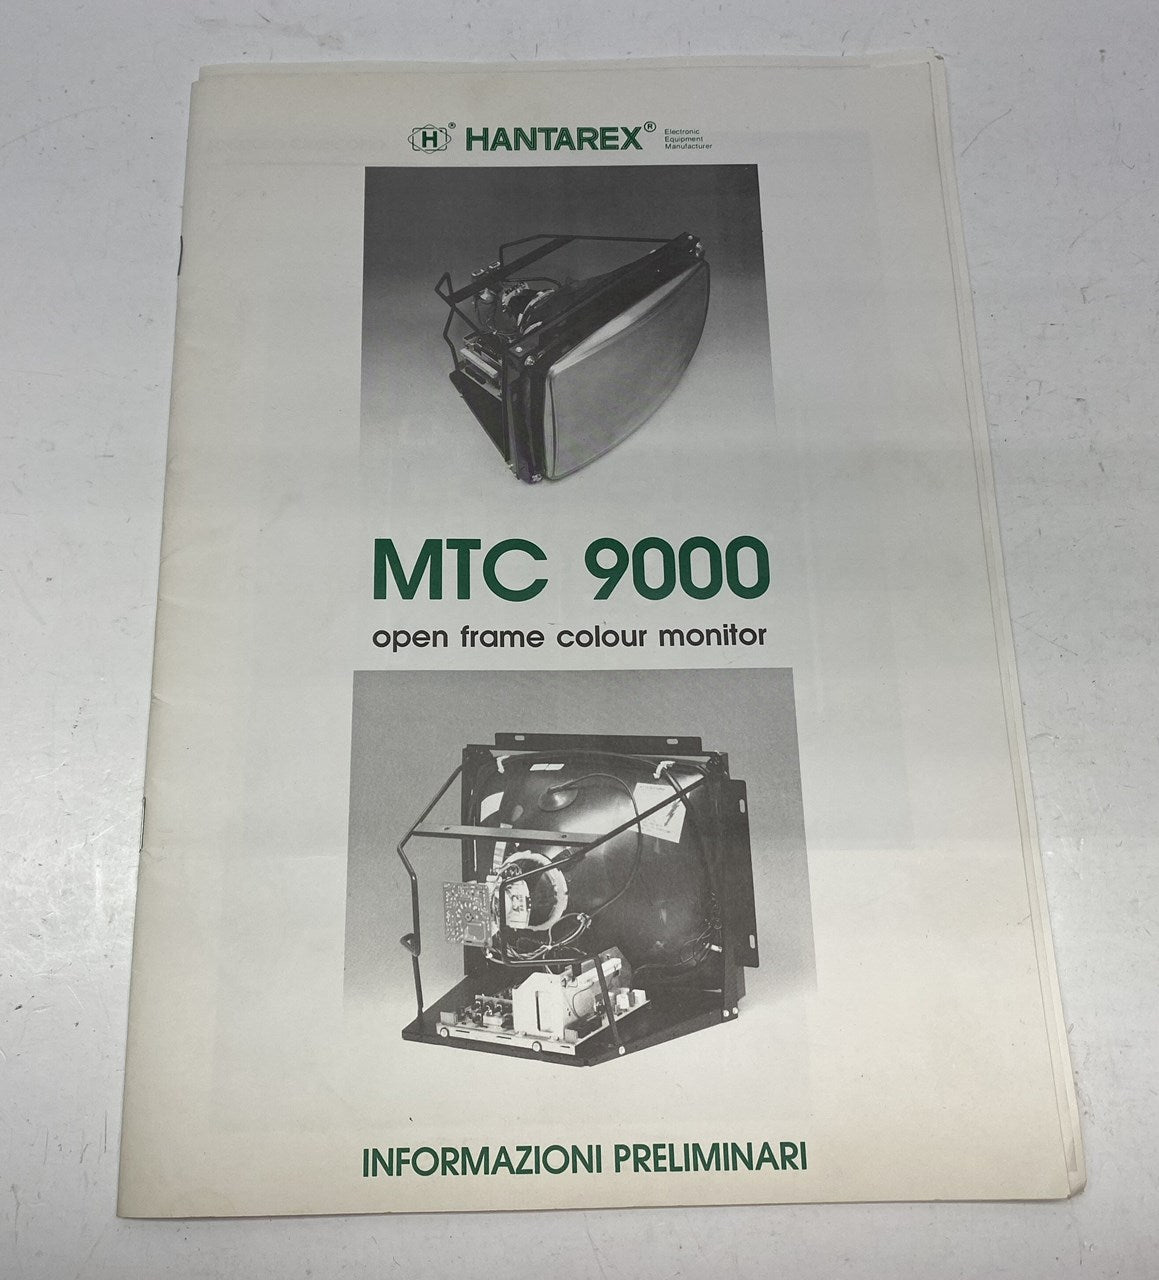 H® HANTAREX®
Electronic
Equipment
Manufacturer
MTC 9000
open frame colour monitor
INFORMAZIONI PRELIMINARI